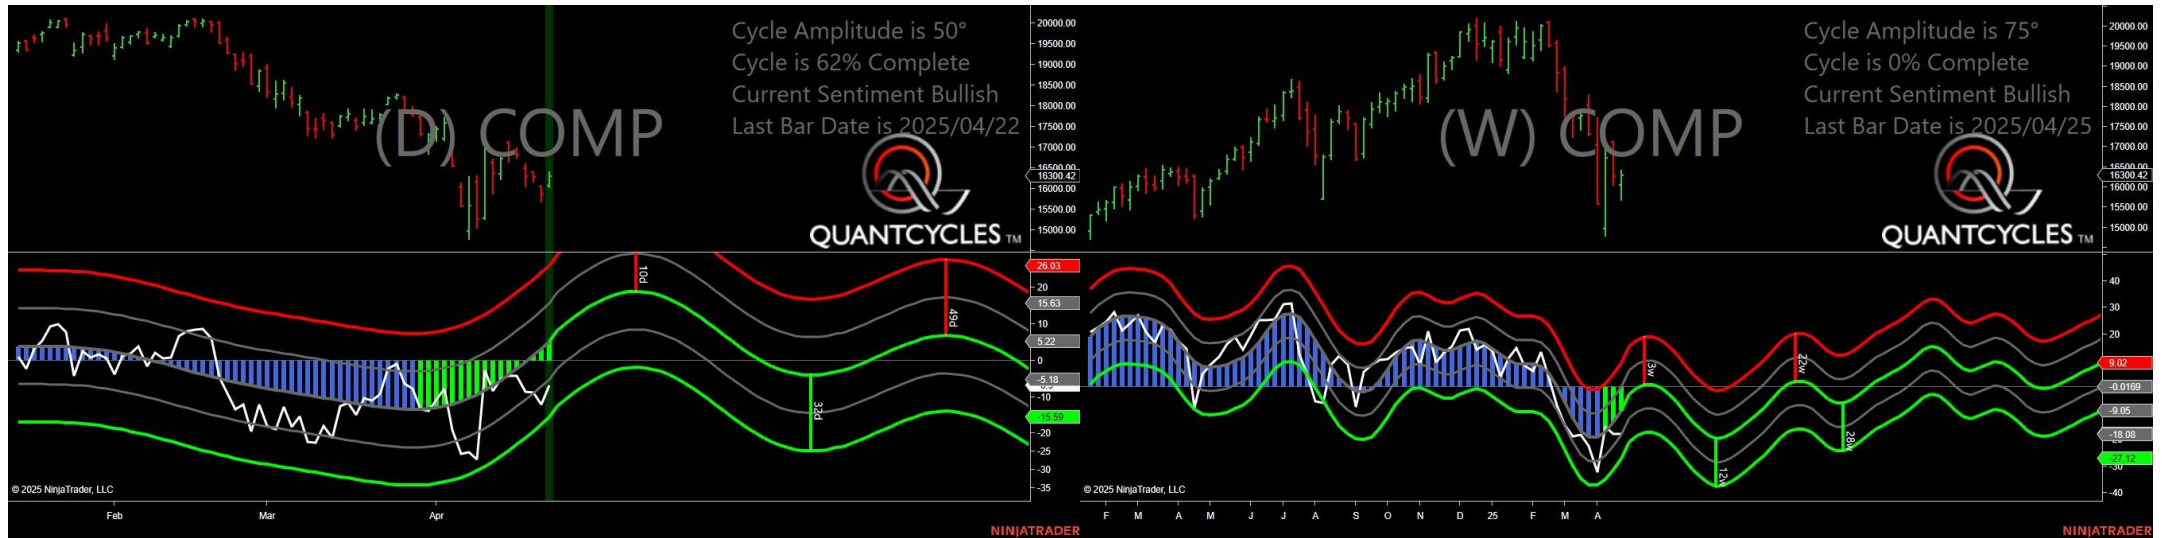 Cycle Amplitude is 50°
Cycle is 62% Complete
Current Sentiment Bullish
Last Bar Date is 2025/04/22
(D) COMP
QUANTCYCLES TM
20000.00
19500.00
19000.00
18500.00
18000.00
17500.00
17000.00
16500.00
16300.42
16000.00
15500.00
15000.00
26.03
20
15.63
10
5.22
0
-5.18
-10
-15.59
-20
-25
-30
-35
10d
32d
49d
© 2025 NinjaTrader, LLC
Feb Mar Apr
NINJATRADER
Cycle Amplitude is 75°
Cycle is 0% Complete
Current Sentiment Bullish
Last Bar Date is 2025/04/25
(W) COMP
QUANTCYCLES TM
20000.00
19500.00
19000.00
18500.00
18000.00
17500.00
17000.00
16500.00
16300.42
16000.00
15500.00
15000.00
40
30
20
9.02
-0.0169
-9.05
-18.08
-27.12
-30
-40
3w
12w
22w
28w
© 2025 NinjaTrader, LLC
F M A M J J A S O N D 25 F M A
NINJATRADER